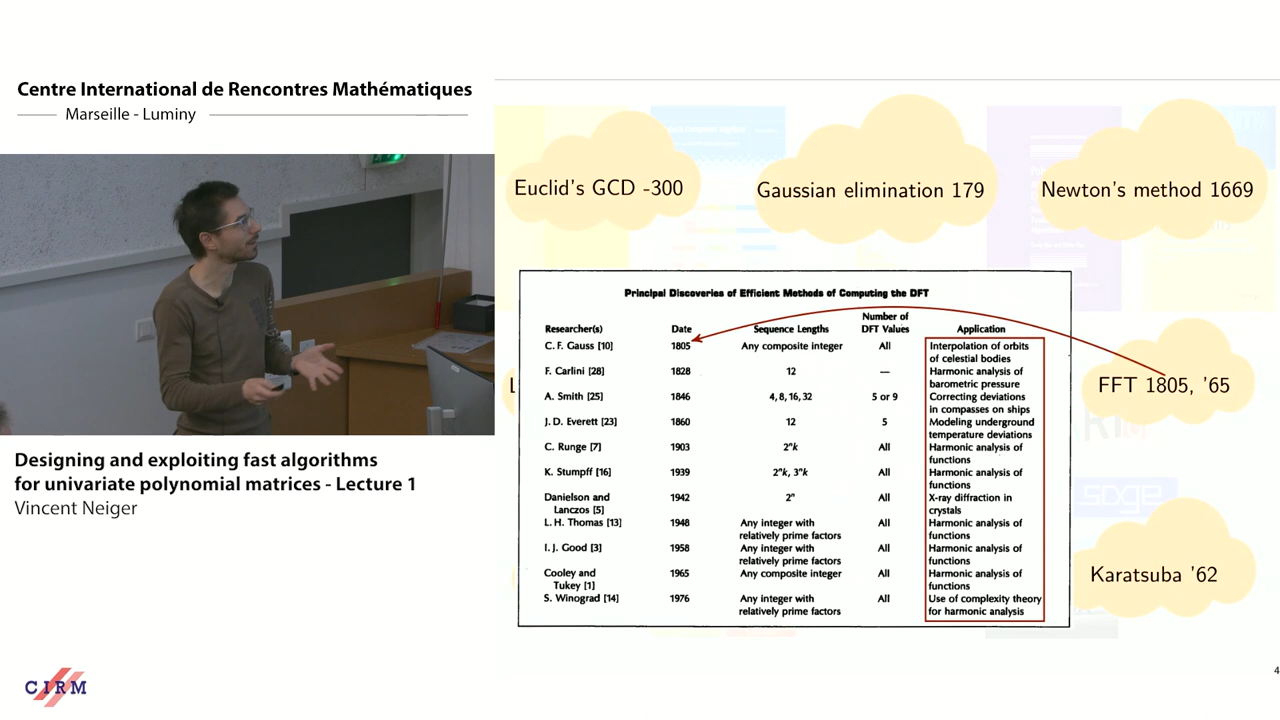 Centre International de Rencontres Mathématiques
Marseille - Luminy
Designing and exploiting fast algorithms
for univariate polynomial matrices - Lecture 1
Vincent Neiger
CIRM
Euclid's GCD -300
Gaussian elimination 179
Newton's method 1669
Principal Discoveries of Efficient Methods of Computing the DFT
Researcher(s) Date Sequence Lengths Number of DFT Values Application
C. F. Gauss [10] 1805 Any composite integer All Interpolation of orbits
of celestial bodies
F. Carlini [28] 1828 12 — Harmonic analysis of
barometric pressure
A. Smith [25] 1846 4, 8, 16, 32 5 or 9 Correcting deviations
in compasses on ships
J. D. Everett [23] 1860 12 5 Modeling underground
temperature deviations
C. Runge [7] 1903 2ⁿk All Harmonic analysis of
functions
K. Stumpff [16] 1939 2ⁿk, 3ⁿk All Harmonic analysis of
functions
Danielson and 1942 2ⁿ All X-ray diffraction in
Lanczos [5] crystals
L. H. Thomas [13] 1948 Any integer with All Harmonic analysis of
relatively prime factors functions
I. J. Good [3] 1958 Any integer with All Harmonic analysis of
relatively prime factors functions
Cooley and 1965 Any composite integer All Harmonic analysis of
Tukey [1] functions
S. Winograd [14] 1976 Any integer with All Use of complexity theory
relatively prime factors for harmonic analysis
FFT 1805, '65
sage
Karatsuba '62
4